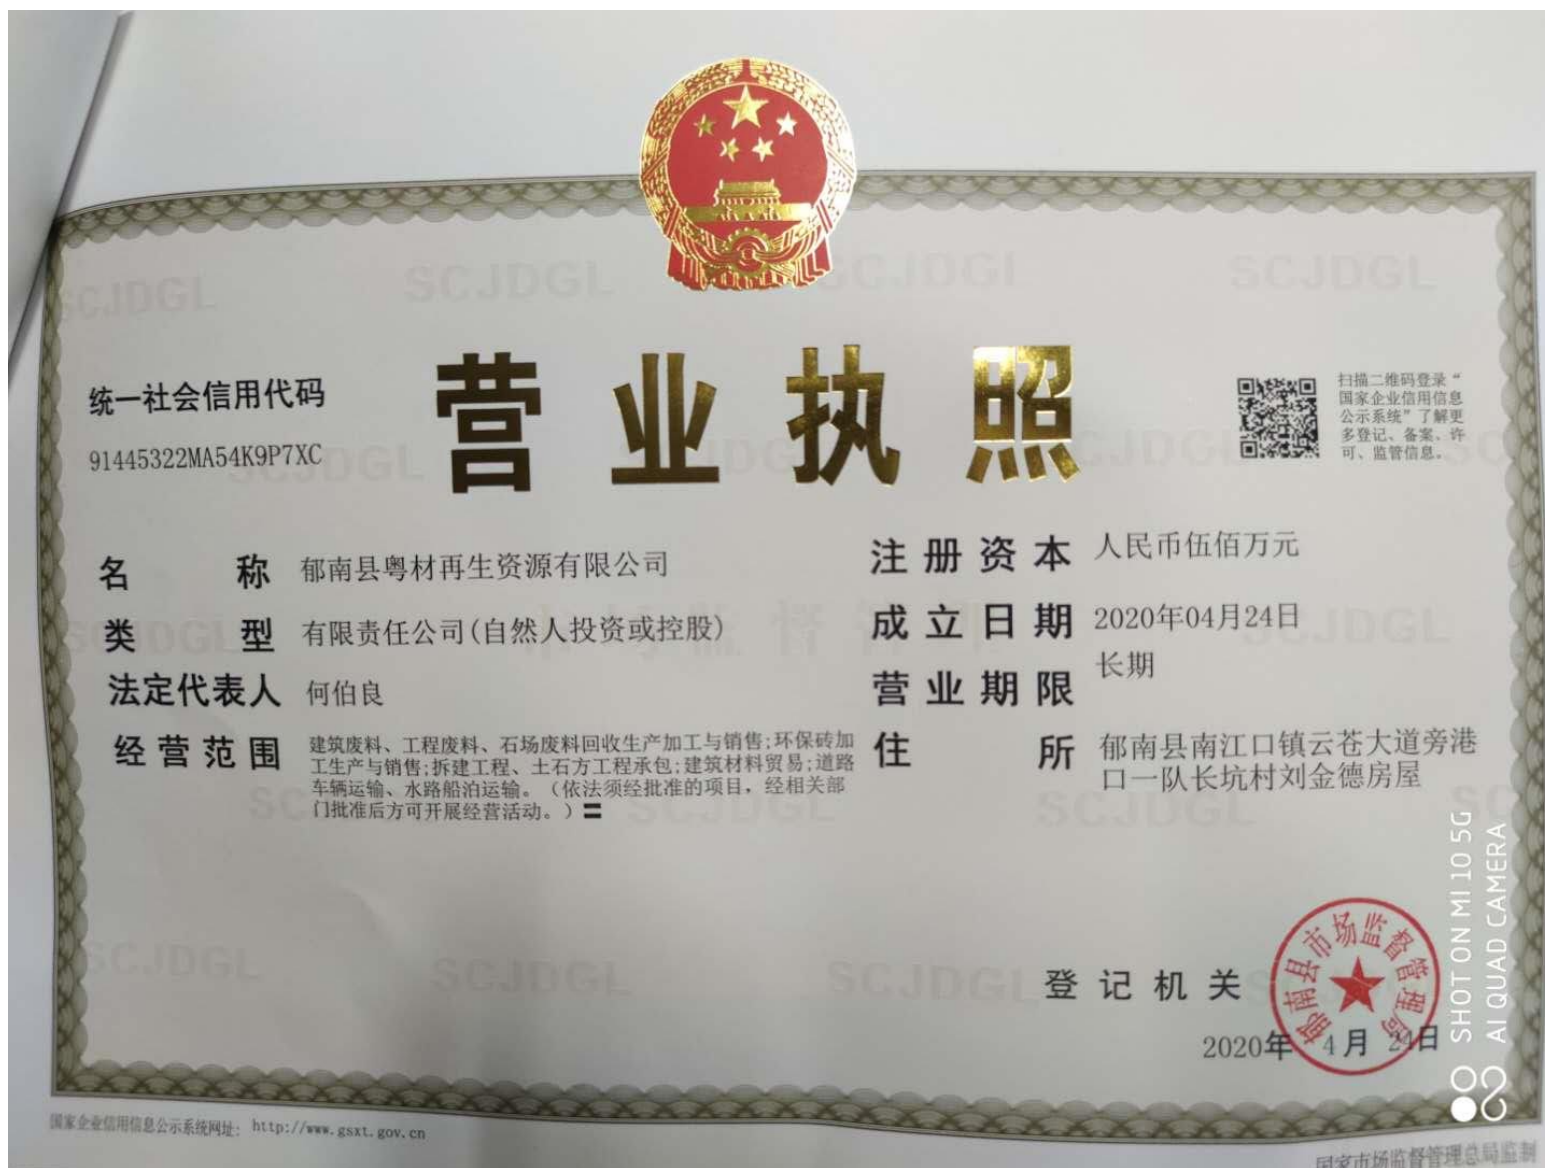 营业执照
统一社会信用代码
91445322MA54K9P7XC
扫描二维码登录“
国家企业信用信息
公示系统”了解更
多登记、备案、许
可、监管信息。
名称 郁南县粤材再生资源有限公司
类型 有限责任公司(自然人投资或控股)
法定代表人 何伯良
经营范围 建筑废料、工程废料、石场废料回收生产加工与销售;环保砖加
工生产与销售;拆建工程、土石方工程承包;建筑材料贸易;道路
车辆运输、水路船泊运输。（依法须经批准的项目，经相关部
门批准后方可开展经营活动。）〓
注册资本 人民币伍佰万元
成立日期 2020年04月24日
营业期限 长期
住所 郁南县南江口镇云苍大道旁港
口一队长坑村刘金德房屋
登记机关
郁南县市场监督管理局
2020年 4月 24日
国家企业信用信息公示系统网址: http://www.gsxt.gov.cn
国家市场监督管理总局监制
SHOT ON MI 10 5G
AI QUAD CAMERA
SCJDGL